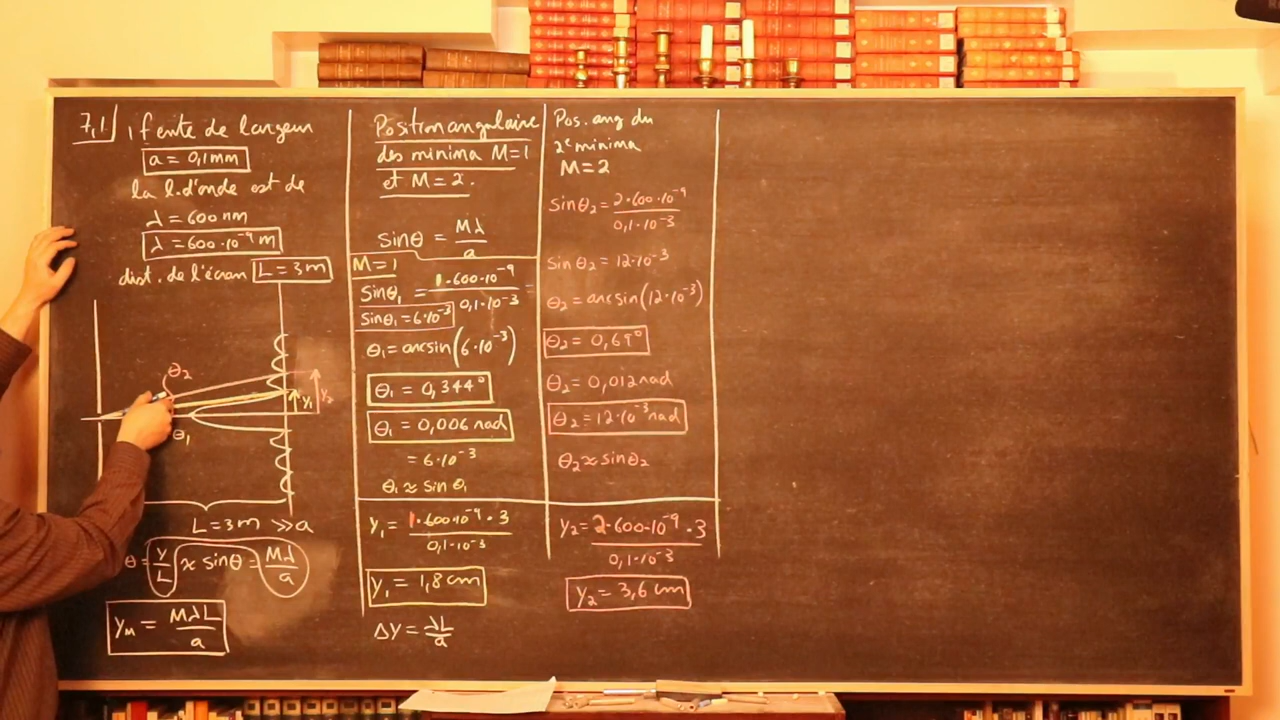 7,1 1 fente de largeur
a = 0,1mm
la l.d'onde est de
λ = 600 nm
λ = 600·10⁻⁹ m
dist. de l'écran L = 3m
θ₂
y₁ y₂
θ₁
L = 3m >> a
θ = y/L ≈ sinθ = Mλ/a
y_M = MλL/a
Position angulaire
des minima M=1
et M=2.
sinθ = Mλ/a
M=1
Sinθ₁ = 1·600·10⁻⁹/0,1·10⁻³ =
Sinθ₁ = 6·10⁻³
θ₁ = arcsin(6·10⁻³)
θ₁ = 0,344°
θ₁ = 0,006 rad
= 6·10⁻³
θ₁ ≈ sin θ₁
y₁ = 1·600·10⁻⁹·3/0,1·10⁻³
y₁ = 1,8 cm
Δy = λL/a
Pos. ang du
2ᵉ minima
M=2
Sinθ₂ = 2·600·10⁻⁹/0,1·10⁻³
Sin θ₂ = 12·10⁻³
θ₂ = arcsin(12·10⁻³)
θ₂ = 0,69°
θ₂ = 0,012 rad
θ₂ = 12·10⁻³ rad
θ₂ ≈ sinθ₂
y₂ = 2·600·10⁻⁹·3/0,1·10⁻³
y₂ = 3,6 cm